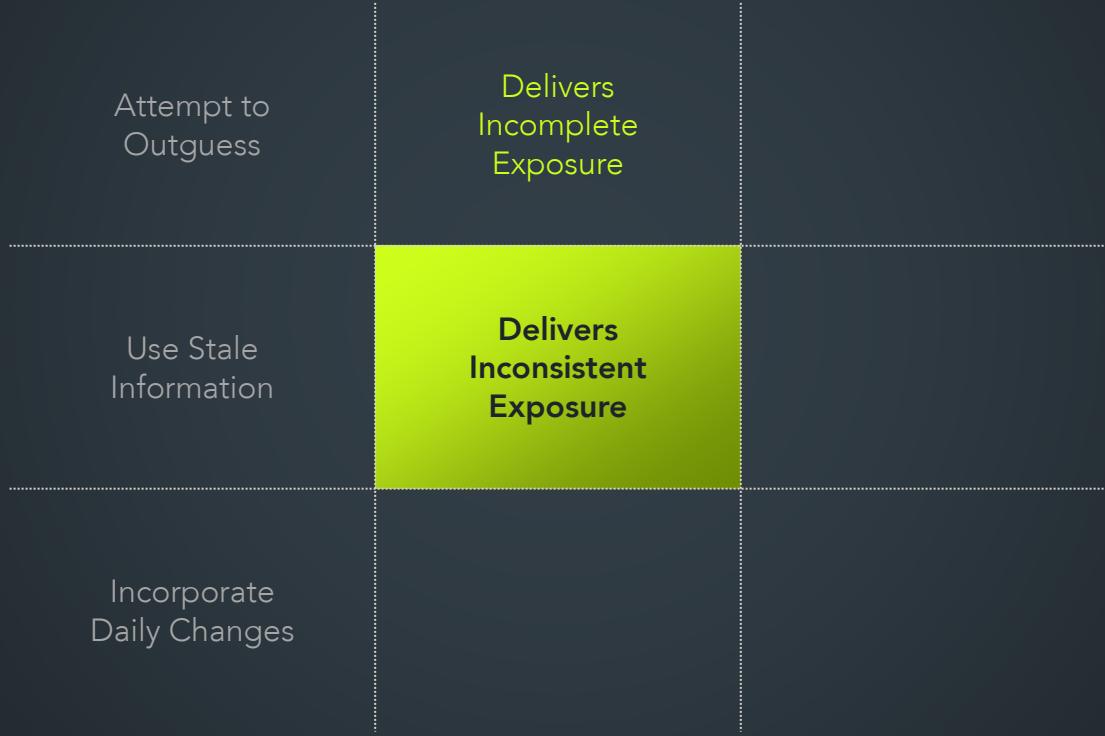 Attempt to
Outguess
Delivers
Incomplete
Exposure
Use Stale
Information
Delivers
Inconsistent
Exposure
Incorporate
Daily Changes